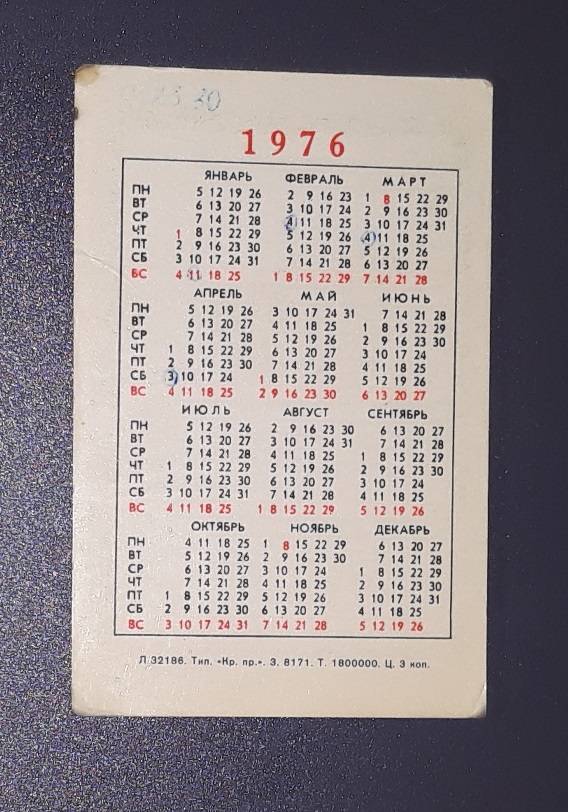 30
1976
ЯНВАРЬ ФЕВРАЛЬ МАРТ
ПН 5 12 19 26 2 9 16 23 1 8 15 22 29
ВТ 6 13 20 27 3 10 17 24 2 9 16 23 30
СР 7 14 21 28 4 11 18 25 3 10 17 24 31
ЧТ 1 8 15 22 29 5 12 19 26 4 11 18 25
ПТ 2 9 16 23 30 6 13 20 27 5 12 19 26
СБ 3 10 17 24 31 7 14 21 28 6 13 20 27
ВС 4 11 18 25 1 8 15 22 29 7 14 21 28
АПРЕЛЬ МАЙ ИЮНЬ
ПН 5 12 19 26 3 10 17 24 31 7 14 21 28
ВТ 6 13 20 27 4 11 18 25 1 8 15 22 29
СР 7 14 21 28 5 12 19 26 2 9 16 23 30
ЧТ 1 8 15 22 29 6 13 20 27 3 10 17 24
ПТ 2 9 16 23 30 7 14 21 28 4 11 18 25
СБ 3 10 17 24 1 8 15 22 29 5 12 19 26
ВС 4 11 18 25 2 9 16 23 30 6 13 20 27
ИЮЛЬ АВГУСТ СЕНТЯБРЬ
ПН 5 12 19 26 2 9 16 23 30 6 13 20 27
ВТ 6 13 20 27 3 10 17 24 31 7 14 21 28
СР 7 14 21 28 4 11 18 25 1 8 15 22 29
ЧТ 1 8 15 22 29 5 12 19 26 2 9 16 23 30
ПТ 2 9 16 23 30 6 13 20 27 3 10 17 24
СБ 3 10 17 24 31 7 14 21 28 4 11 18 25
ВС 4 11 18 25 1 8 15 22 29 5 12 19 26
ОКТЯБРЬ НОЯБРЬ ДЕКАБРЬ
ПН 4 11 18 25 1 8 15 22 29 6 13 20 27
ВТ 5 12 19 26 2 9 16 23 30 7 14 21 28
СР 6 13 20 27 3 10 17 24 1 8 15 22 29
ЧТ 7 14 21 28 4 11 18 25 2 9 16 23 30
ПТ 1 8 15 22 29 5 12 19 26 3 10 17 24 31
СБ 2 9 16 23 30 6 13 20 27 4 11 18 25
ВС 3 10 17 24 31 7 14 21 28 5 12 19 26
Л 32186. Тип. «Кр. пр.». З. 8171. Т. 1800000. Ц. 3 коп.